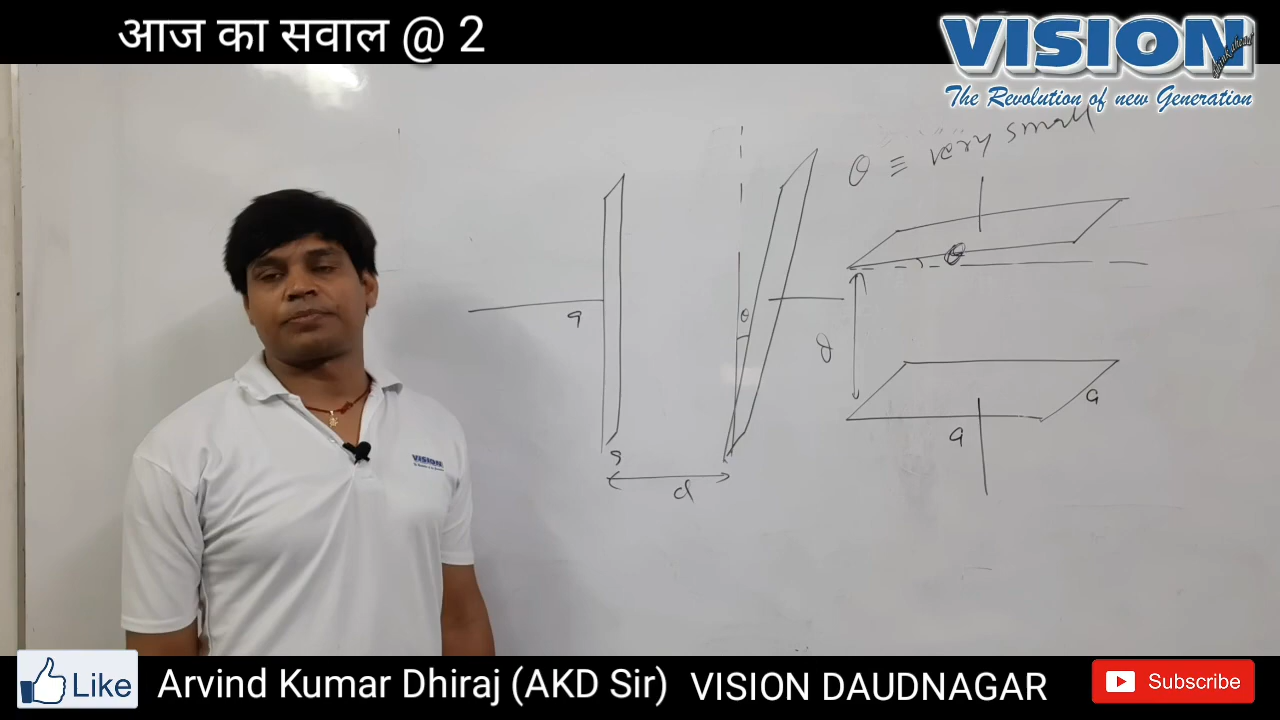 आज का सवाल @ 2
VISION
The Revolution of new Generation
θ ≡ very small
θ
θ
a
d
a
a
a
d
VISION
Like
Arvind Kumar Dhiraj (AKD Sir)
VISION DAUDNAGAR
Subscribe